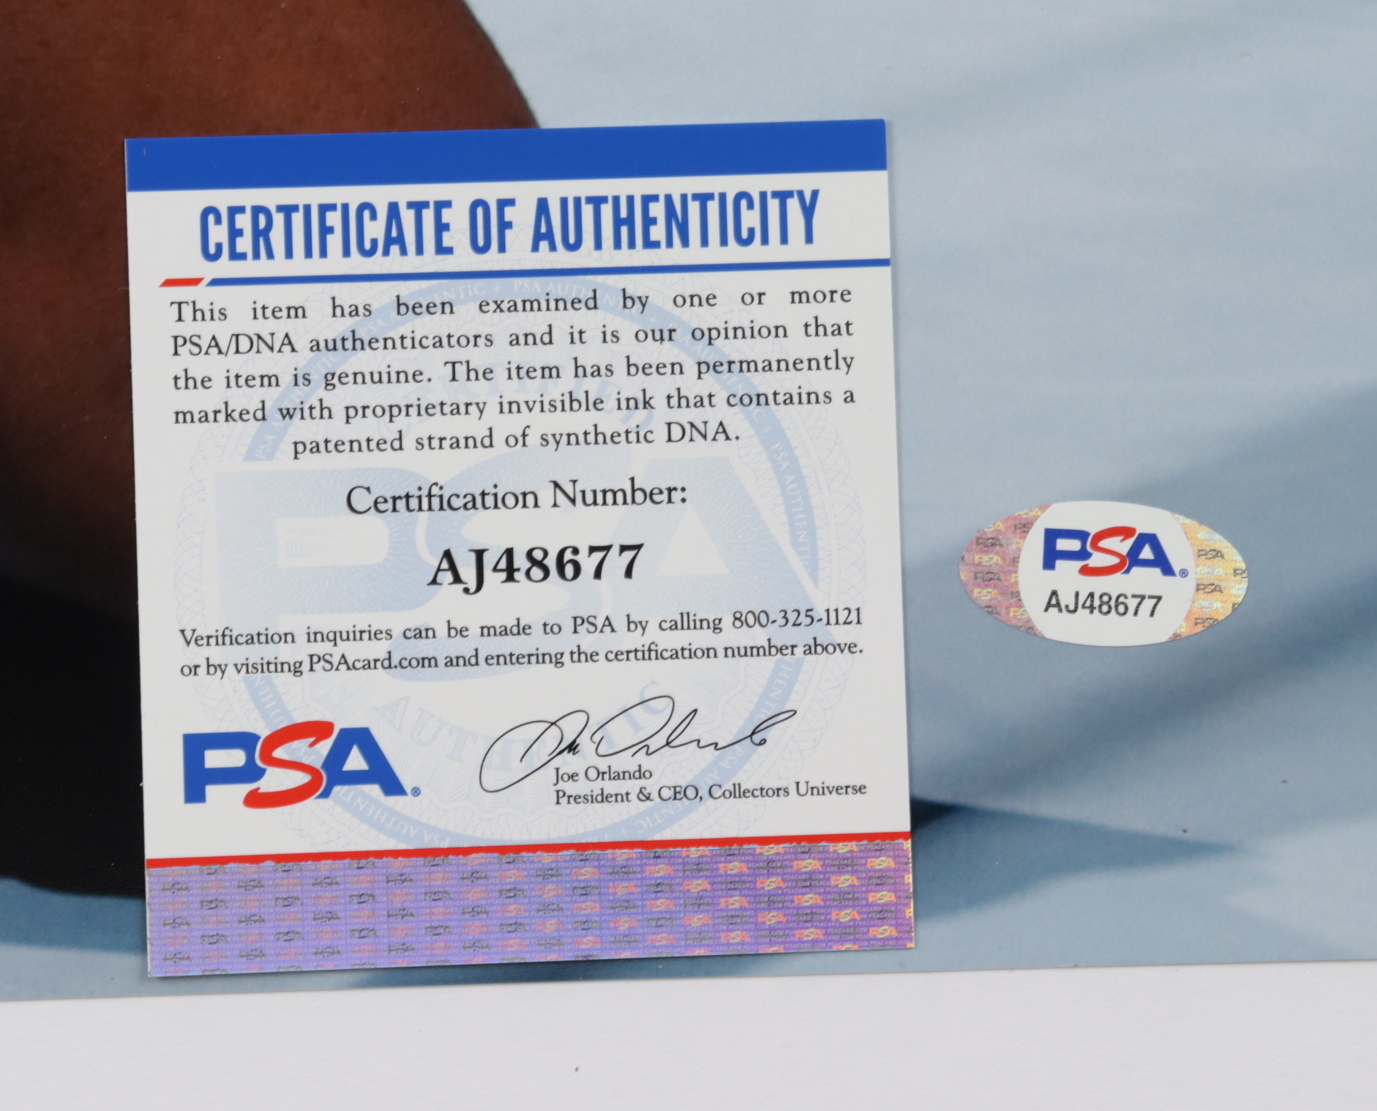 CERTIFICATE OF AUTHENTICITY
This item has been examined by one or more
PSA/DNA authenticators and it is our opinion that
the item is genuine. The item has been permanently
marked with proprietary invisible ink that contains a
patented strand of synthetic DNA.
Certification Number:
AJ48677
Verification inquiries can be made to PSA by calling 800-325-1121
or by visiting PSAcard.com and entering the certification number above.
PSA®
Joe Orlando
Joe Orlando
President & CEO, Collectors Universe
PSA®
AJ48677